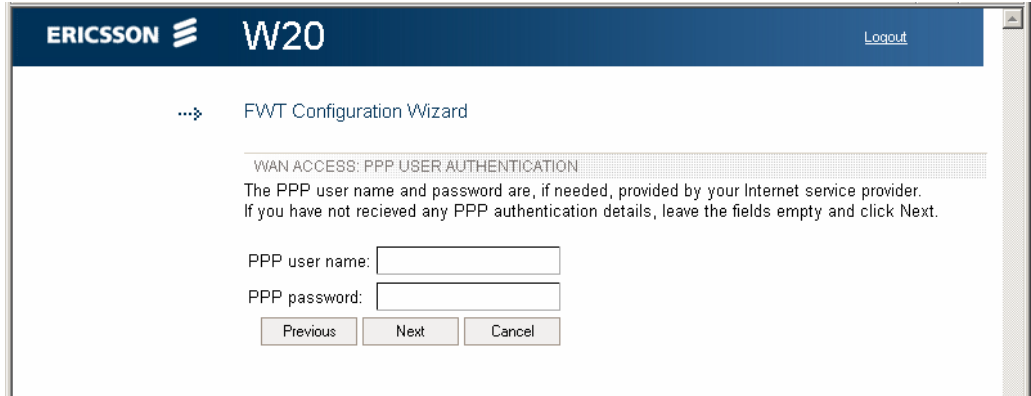 ERICSSON W20 Logout
FWT Configuration Wizard
WAN ACCESS: PPP USER AUTHENTICATION
The PPP user name and password are, if needed, provided by your Internet service provider.
If you have not recieved any PPP authentication details, leave the fields empty and click Next.
PPP user name:
PPP password:
Previous Next Cancel